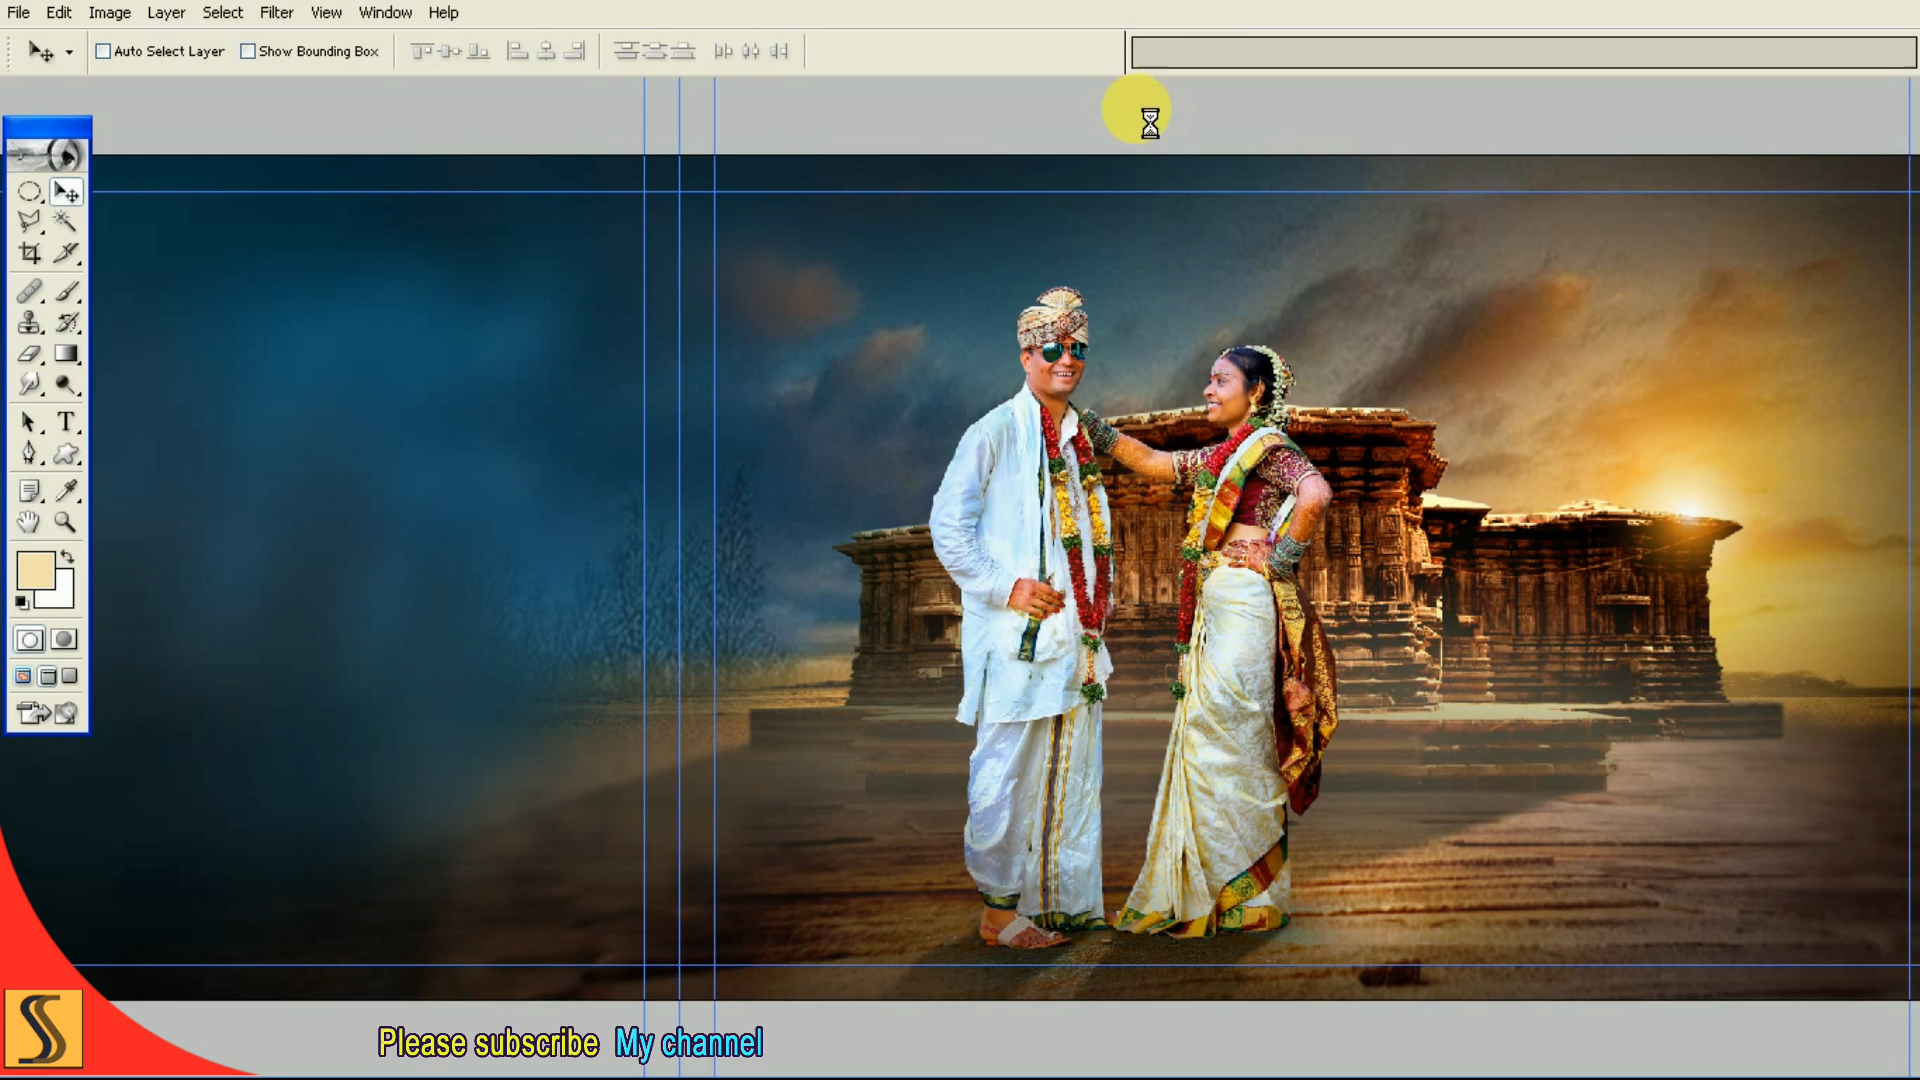 File Edit Image Layer Select Filter View Window Help
Auto Select Layer Show Bounding Box
T
S
Please subscribe My channel